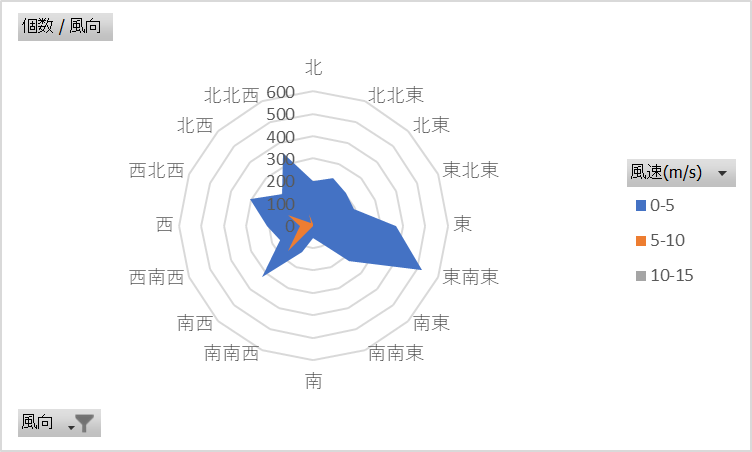 個数 / 風向
北
北北東
北東
東北東
東
東南東
南東
南南東
南
南南西
南西
西南西
西
西北西
北西
北北西
600
500
400
300
200
100
0
風速(m/s)
0-5
5-10
10-15
風向